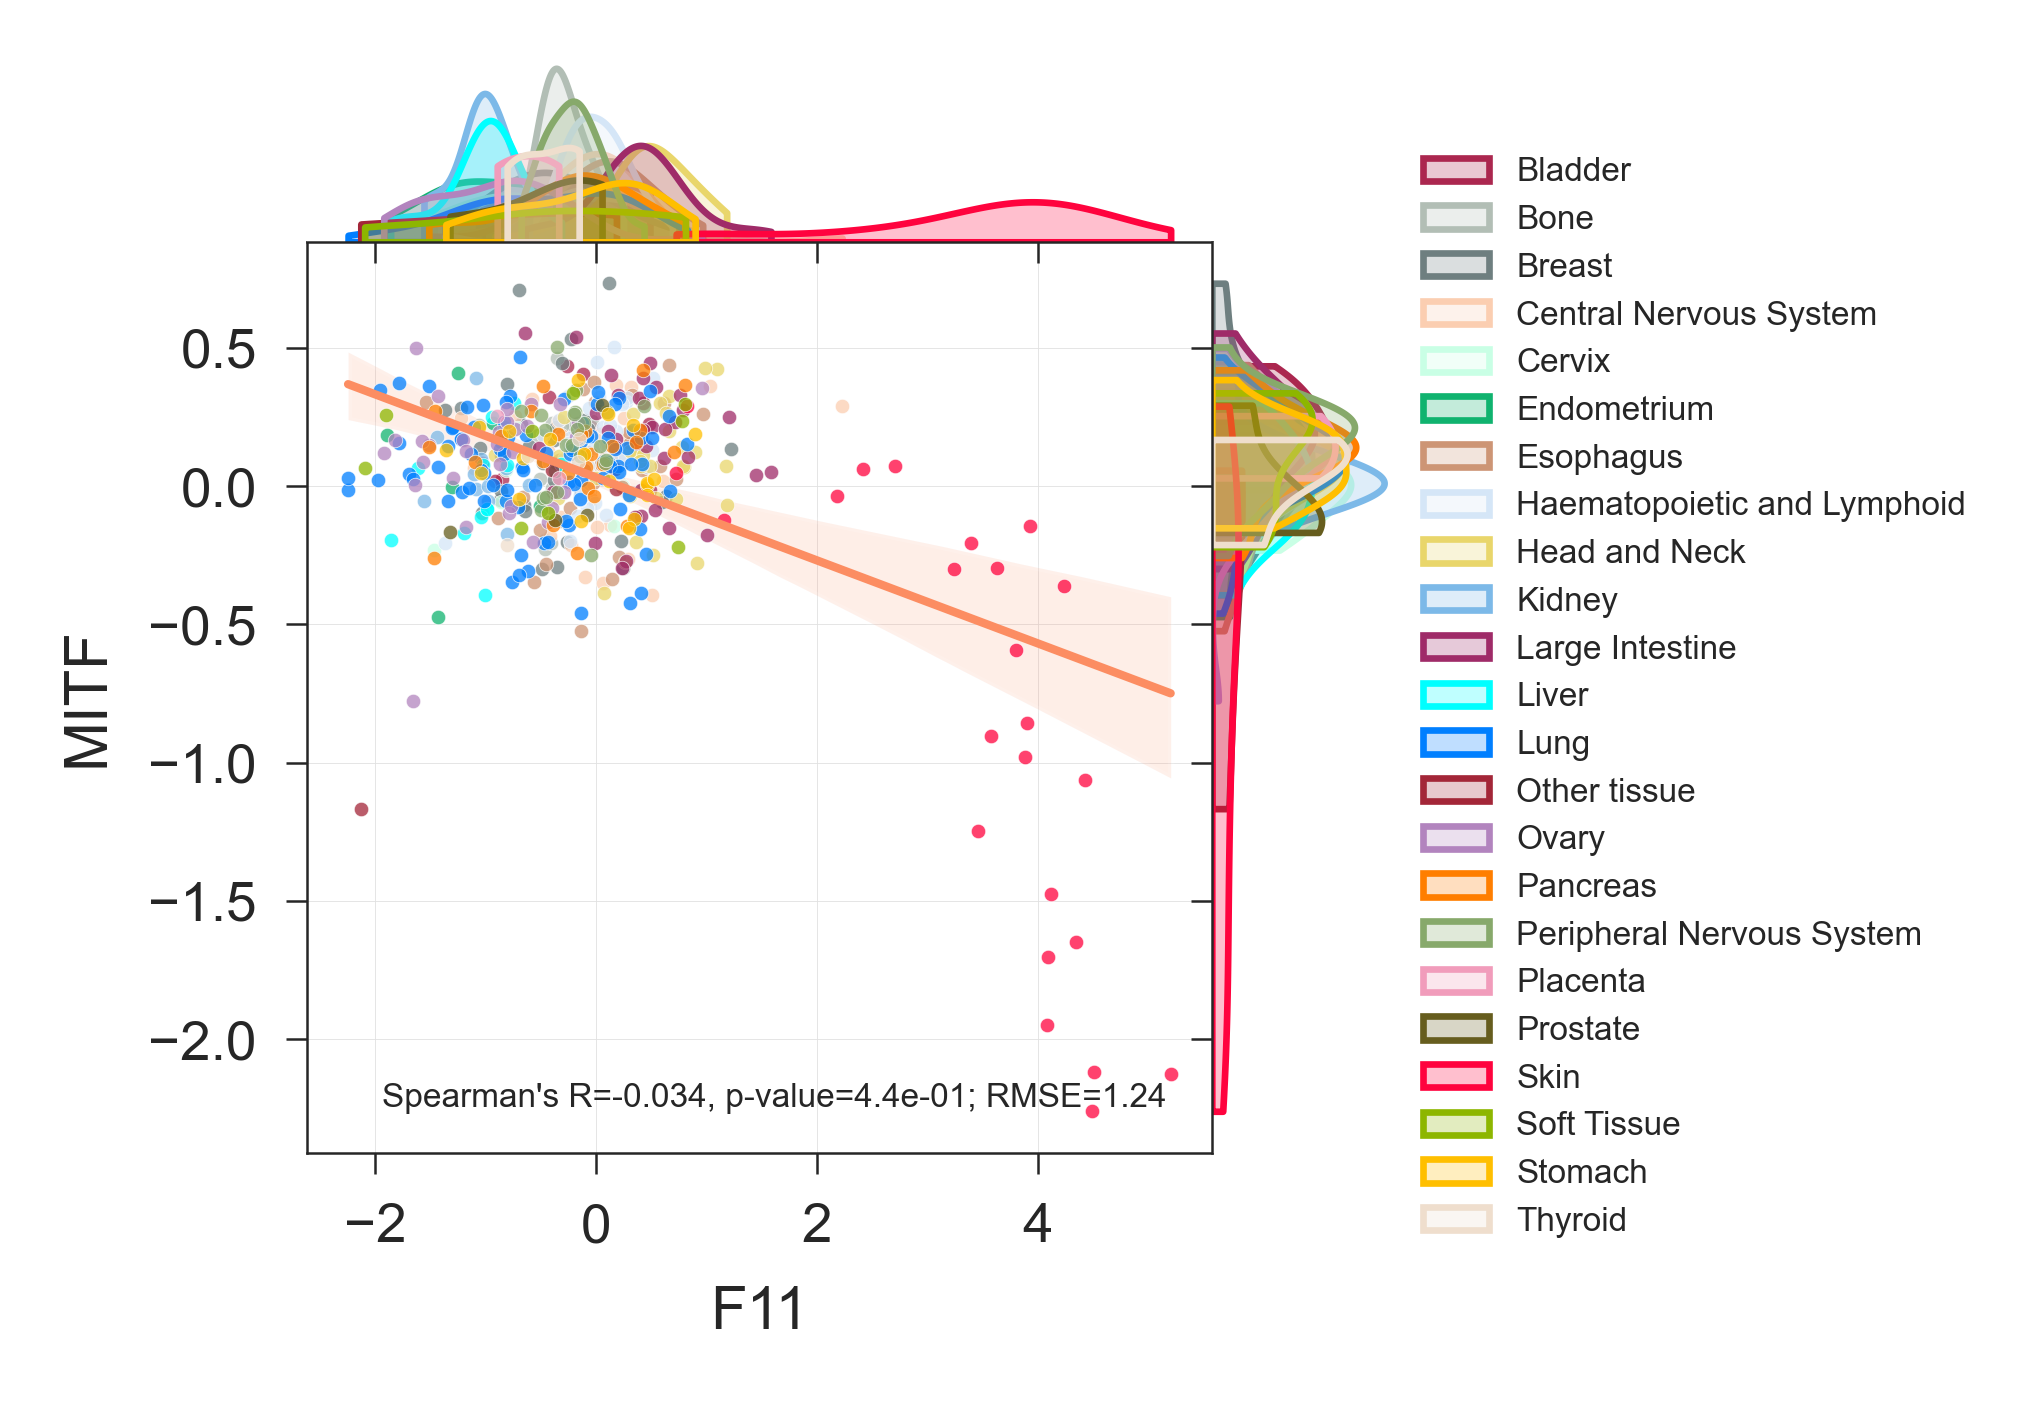 0.5
0.0
−0.5
−1.0
−1.5
−2.0
MITF
Spearman's R=-0.034, p-value=4.4e-01; RMSE=1.24
−2 0 2 4
F11
Bladder
Bone
Breast
Central Nervous System
Cervix
Endometrium
Esophagus
Haematopoietic and Lymphoid
Head and Neck
Kidney
Large Intestine
Liver
Lung
Other tissue
Ovary
Pancreas
Peripheral Nervous System
Placenta
Prostate
Skin
Soft Tissue
Stomach
Thyroid